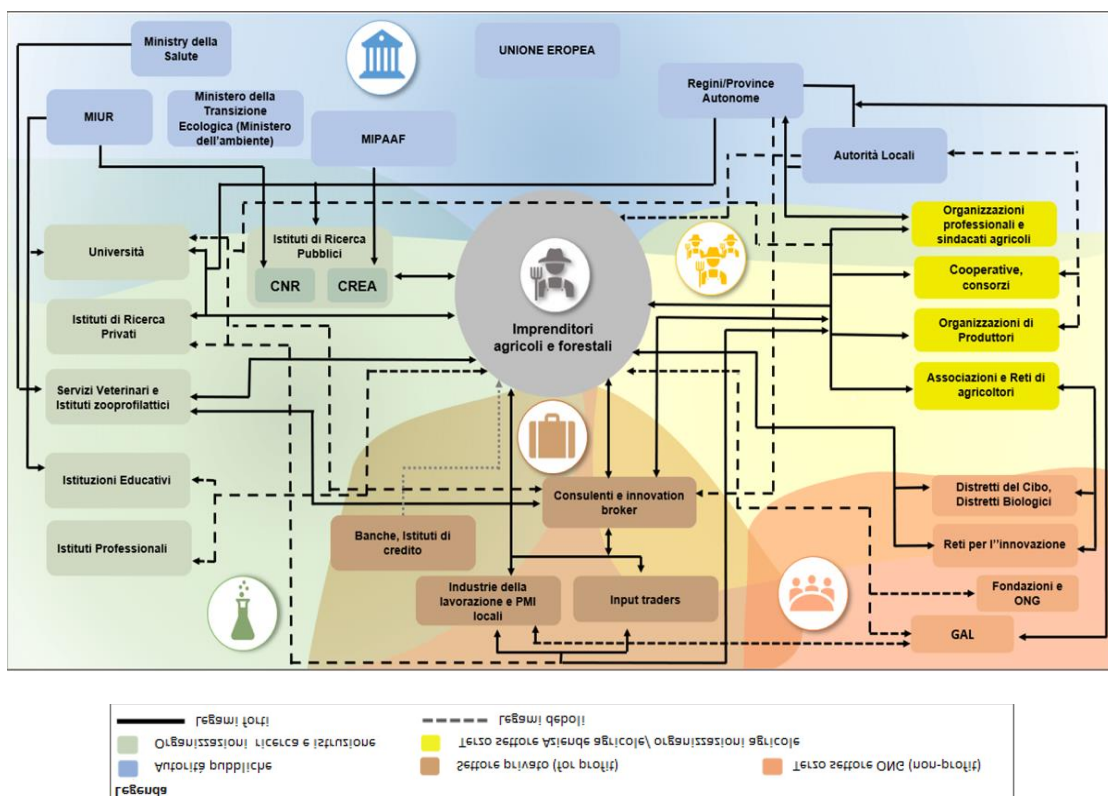 Ministry della
Salute
UNIONE EROPEA
Regini/Province
Autonome
MIUR
Ministero della
Transizione
Ecologica (Ministero
dell'ambiente)
MIPAAF
Autorità Locali
Università
Istituti di Ricerca
Pubblici
CNR
CREA
Organizzazioni
professionali e
sindacati agricoli
Cooperative,
consorzi
Istituti di Ricerca
Privati
Imprenditori
agricoli e forestali
Organizzazioni di
Produttori
Servizi Veterinari e
Istituti zooprofilattici
Associazioni e Reti di
agricoltori
Istituzioni Educativi
Consulenti e innovation
broker
Distretti del Cibo,
Distretti Biologici
Istituti Professionali
Banche, Istituti di
credito
Reti per l''innovazione
Industrie della
lavorazione e PMI
locali
Input traders
Fondazioni e
ONG
GAL
Legenda
Autorità pubbliche
Settore privato (for profit)
Terzo settore ONG (non-profit)
Organizzazioni ricerca e istruzione
Terzo settore Aziende agricole/ organizzazioni agricole
Legami forti
Legami deboli